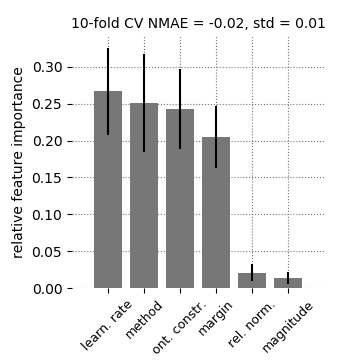 10-fold CV NMAE = -0.02, std = 0.01
relative feature importance
0.30
0.25
0.20
0.15
0.10
0.05
0.00
learn. rate
method
ont. constr.
margin
rel. norm.
magnitude